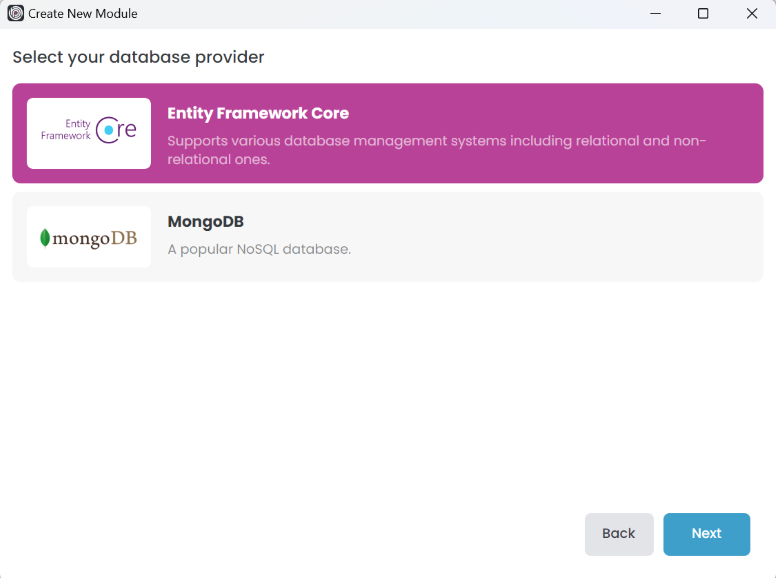 Create New Module
Select your database provider
Entity
Framework
Core
Entity Framework Core
Supports various database management systems including relational and non-
relational ones.
mongoDB
MongoDB
A popular NoSQL database.
Back
Next